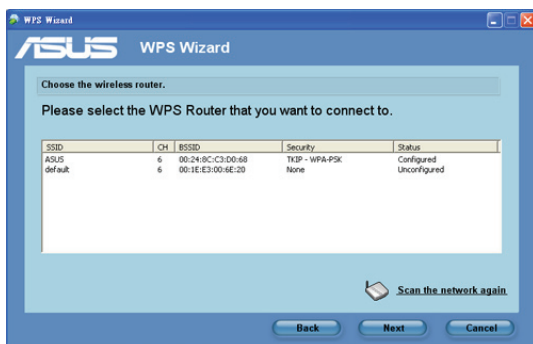 WPS Wizard
ASUS WPS Wizard
Choose the wireless router.
Please select the WPS Router that you want to connect to.
SSID CH BSSID Security Status
ASUS 6 00:24:8C:C3:D0:68 TKIP - WPA-PSK Configured
default 6 00:1E:E3:00:6E:20 None Unconfigured
Scan the network again
Back Next Cancel